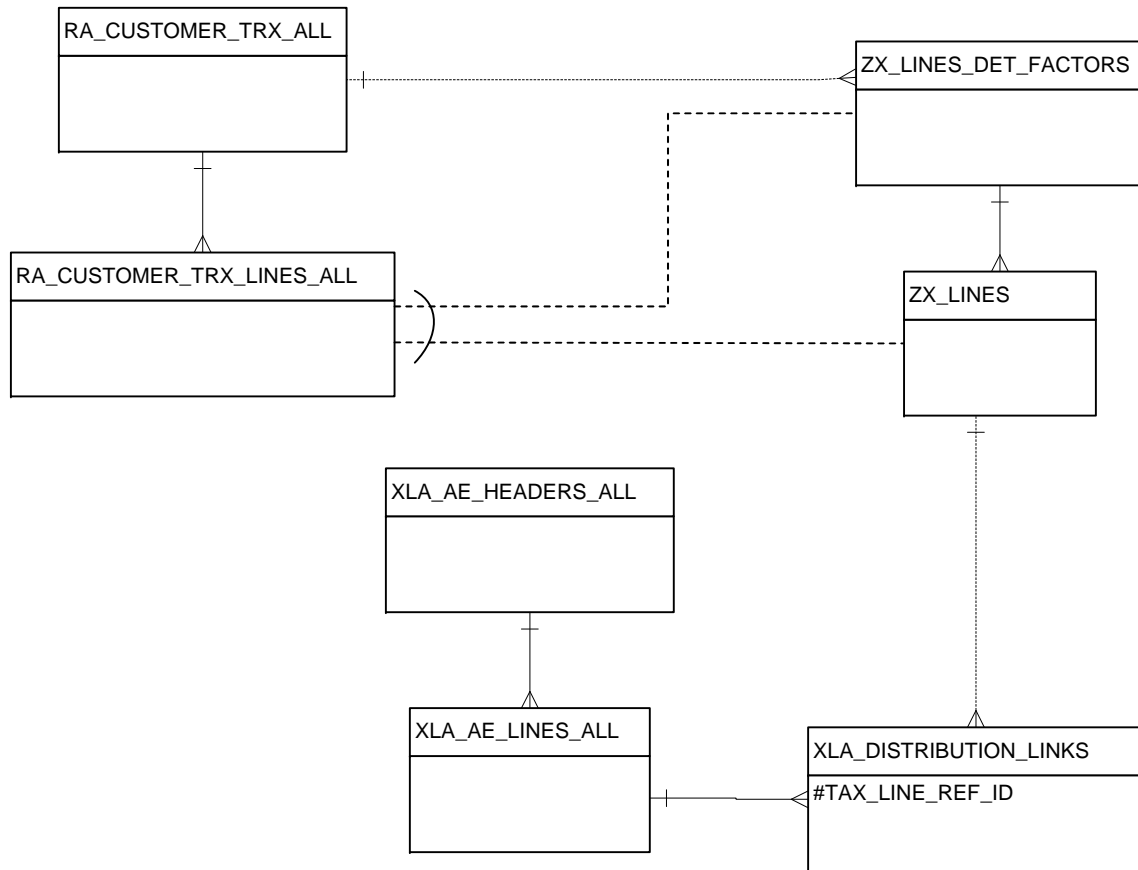 RA_CUSTOMER_TRX_ALL
ZX_LINES_DET_FACTORS
RA_CUSTOMER_TRX_LINES_ALL
ZX_LINES
XLA_AE_HEADERS_ALL
XLA_AE_LINES_ALL
XLA_DISTRIBUTION_LINKS
#TAX_LINE_REF_ID